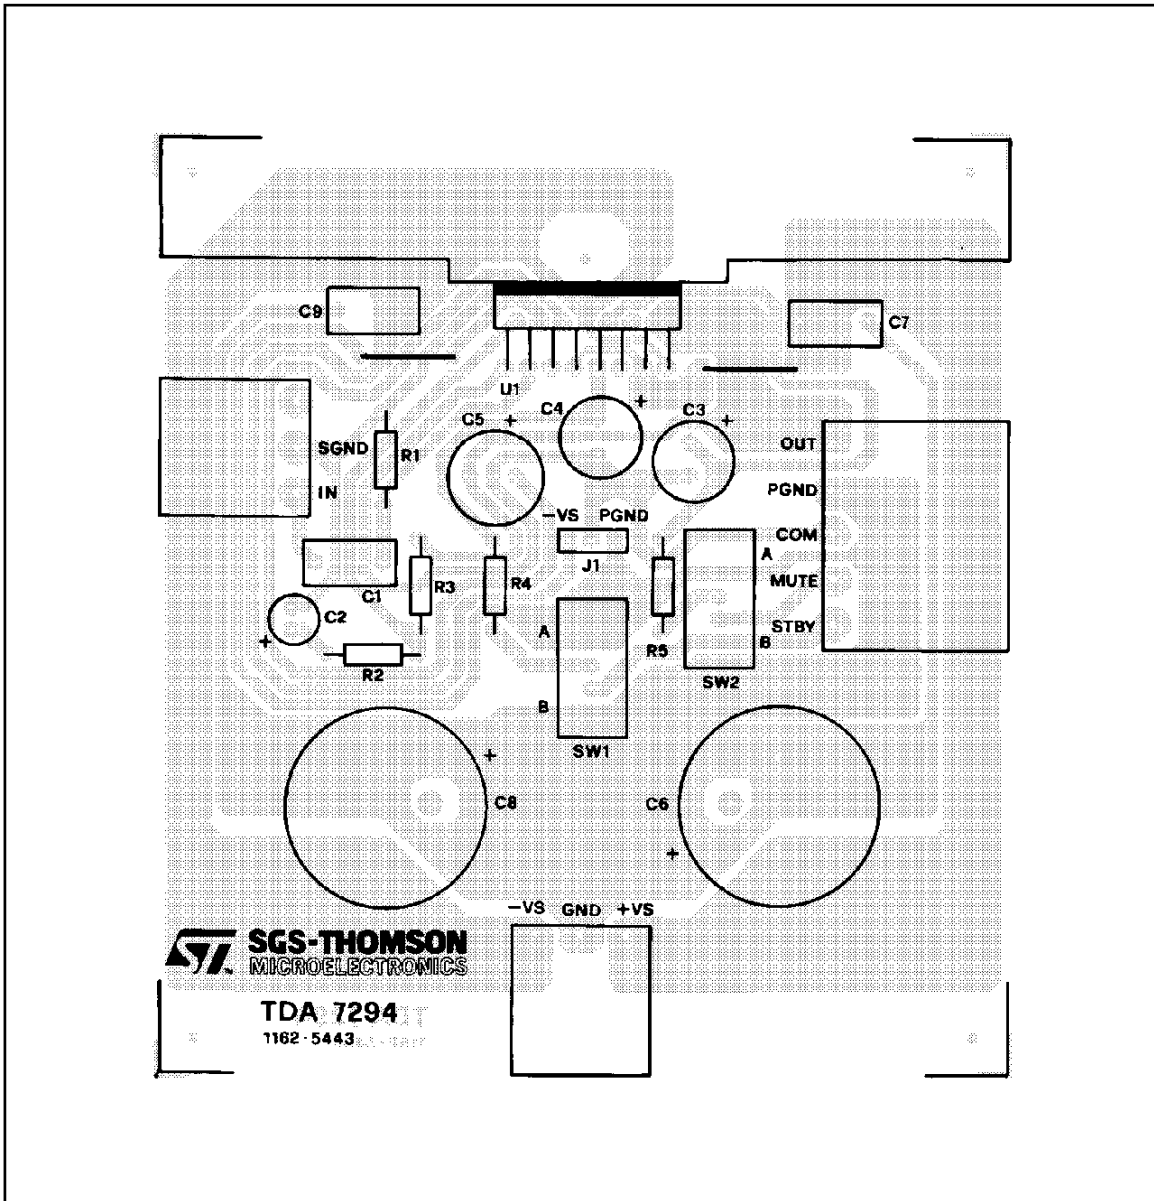 C9
C7
U1
C5
+
C4
+
C3
+
SGND
R1
IN
OUT
PGND
COM
MUTE
STBY
-VS PGND
J1
A
B
SW2
C1
R3
R4
R5
C2
+
R2
A
B
SW1
+
C8
C6
+
-VS GND +VS
ST
SGS-THOMSON
MICROELECTRONICS
TDA 7294
1162-5443